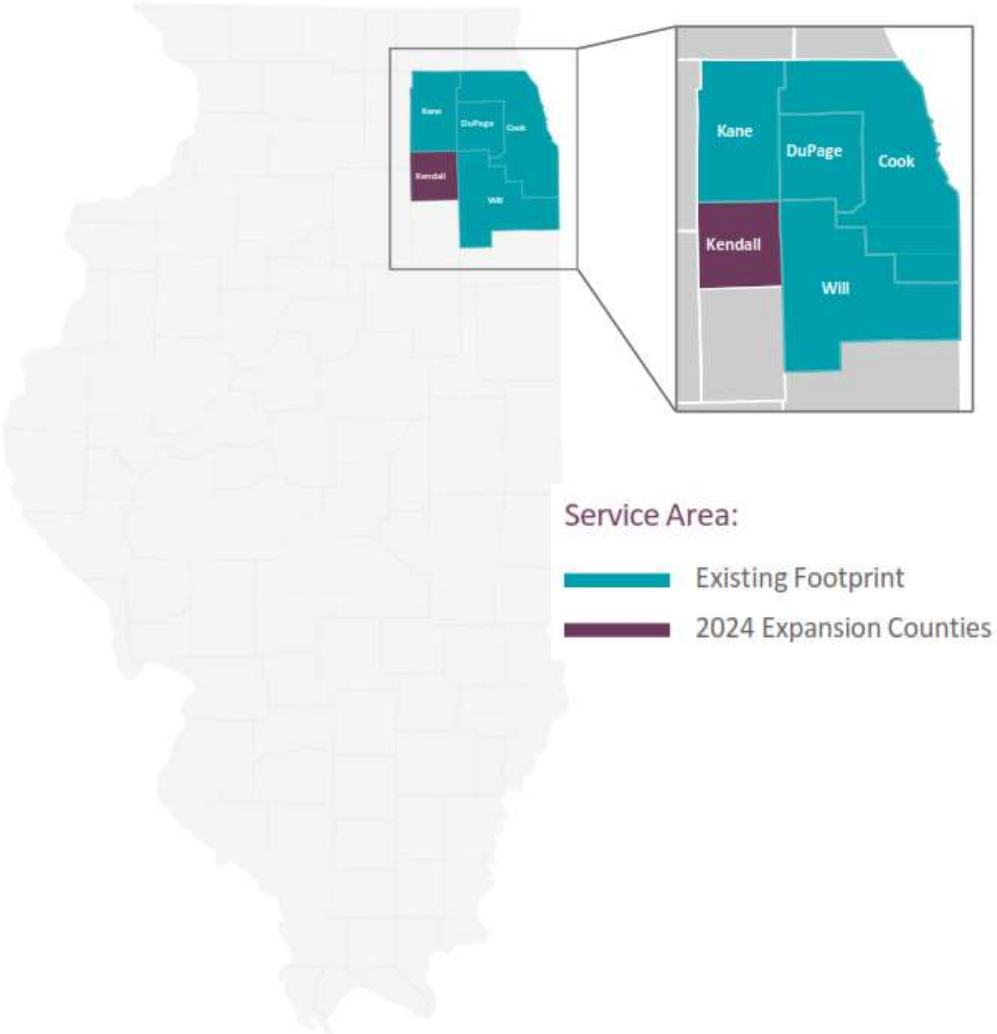 Kane
DuPage
Cook
Kendall
Will
Kane
DuPage
Cook
Kendall
Will
Service Area:
Existing Footprint
2024 Expansion Counties